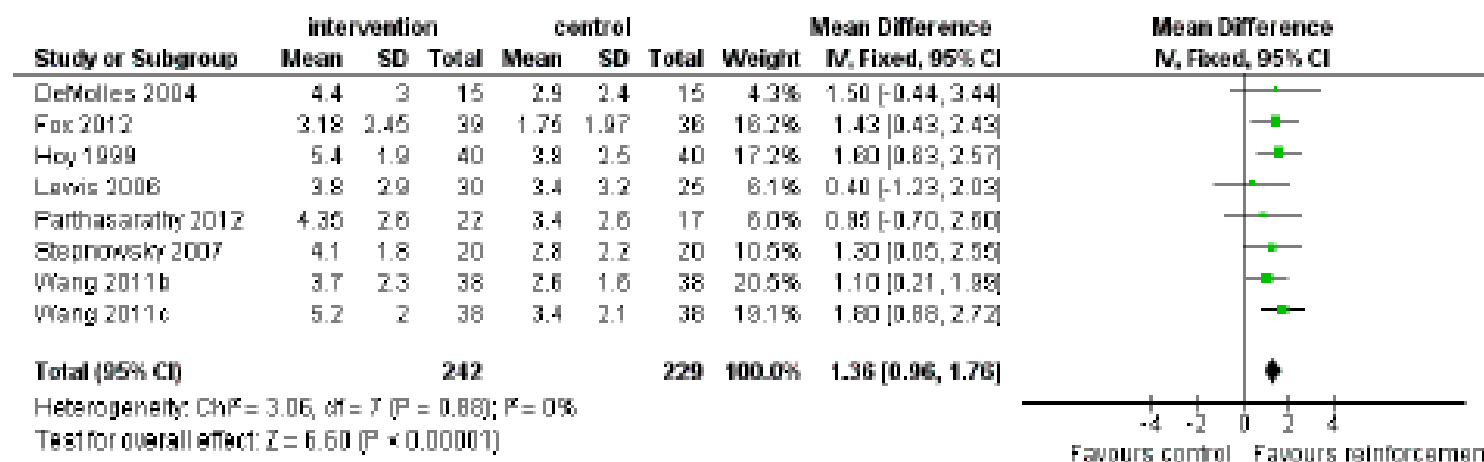 intervention control Mean Difference Mean Difference
Study or Subgroup Mean SD Total Mean SD Total Weight IV, Fixed, 95% CI IV, Fixed, 95% CI
DeMolles 2004 4.4 3 15 2.9 2.4 15 4.3% 1.50 [-0.44, 3.44]
Fox 2012 3.18 2.45 39 1.75 1.97 36 16.2% 1.43 [0.43, 2.43]
Hoy 1999 5.4 1.9 40 3.8 2.5 40 17.2% 1.60 [0.63, 2.57]
Lewis 2006 3.8 2.9 30 3.4 3.2 25 6.1% 0.40 [-1.23, 2.03]
Parthasarathy 2012 4.35 2.6 22 3.4 2.6 17 6.0% 0.95 [-0.70, 2.60]
Stepnowsky 2007 4.1 1.8 20 2.8 2.2 20 10.5% 1.30 [0.05, 2.55]
Wang 2011b 3.7 2.3 38 2.6 1.6 38 20.5% 1.10 [0.21, 1.99]
Wang 2011c 5.2 2 38 3.4 2.1 38 19.1% 1.80 [0.88, 2.72]
Total (95% CI) 242 229 100.0% 1.36 [0.96, 1.76]
Heterogeneity: Chi² = 3.06, df = 7 (P = 0.88); I² = 0%
Test for overall effect: Z = 6.60 (P < 0.00001)
-4 -2 0 2 4
Favours control Favours reinforcemen